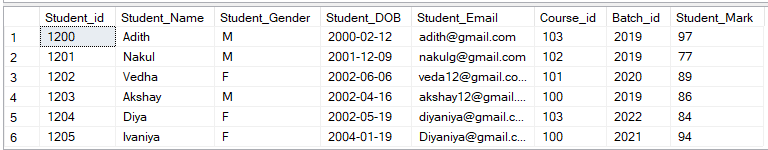 Student_id Student_Name Student_Gender Student_DOB Student_Email Course_id Batch_id Student_Mark
1 1200 Adith M 2000-02-12 adith@gmail.com 103 2019 97
2 1201 Nakul M 2001-12-09 nakulg@gmail.com 102 2019 77
3 1202 Vedha F 2002-06-06 veda12@gmail.co... 101 2020 89
4 1203 Akshay M 2002-04-16 akshay12@gmail.... 100 2019 86
5 1204 Diya F 2002-05-19 diyaniya@gmail.c... 103 2022 84
6 1205 Ivaniya F 2004-01-19 Diyaniya@gmail.c... 100 2021 94